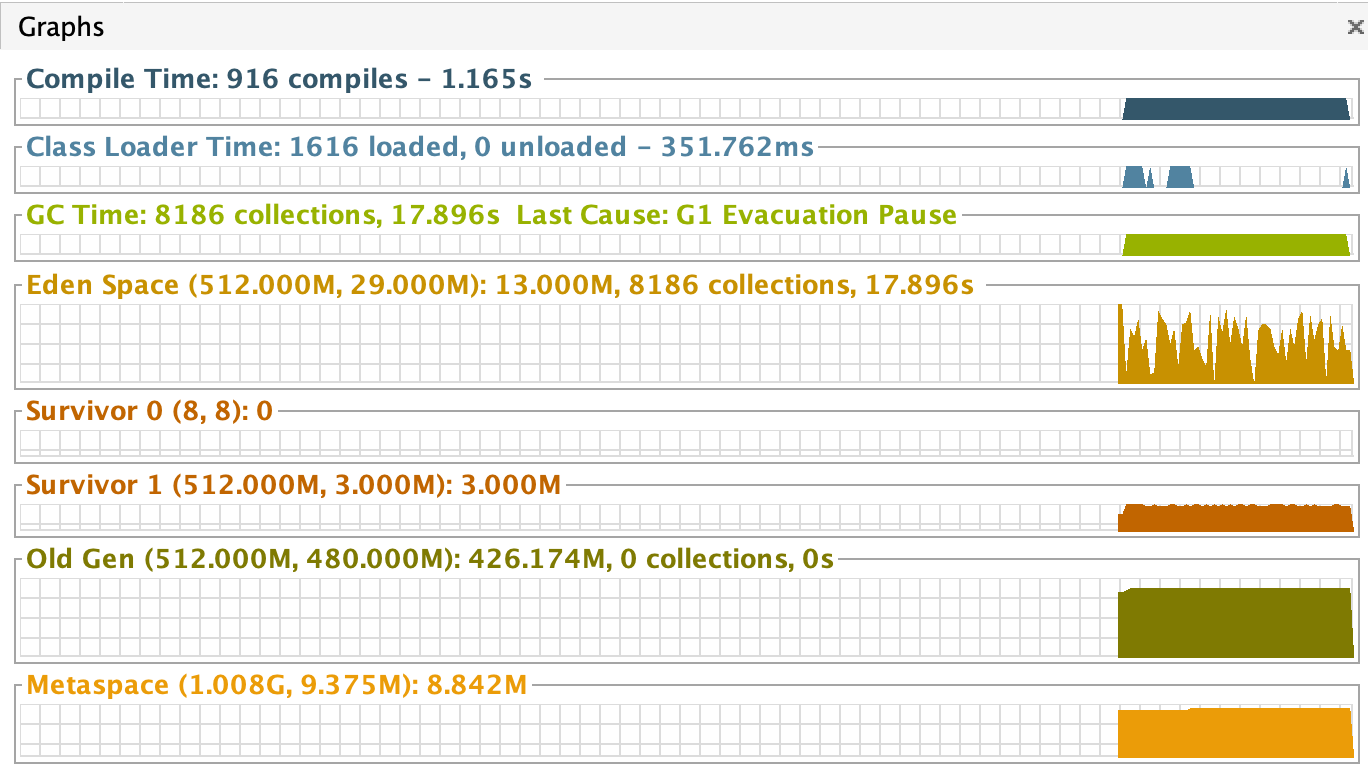 Graphs
Compile Time: 916 compiles - 1.165s
Class Loader Time: 1616 loaded, 0 unloaded - 351.762ms
GC Time: 8186 collections, 17.896s  Last Cause: G1 Evacuation Pause
Eden Space (512.000M, 29.000M): 13.000M, 8186 collections, 17.896s
Survivor 0 (8, 8): 0
Survivor 1 (512.000M, 3.000M): 3.000M
Old Gen (512.000M, 480.000M): 426.174M, 0 collections, 0s
Metaspace (1.008G, 9.375M): 8.842M